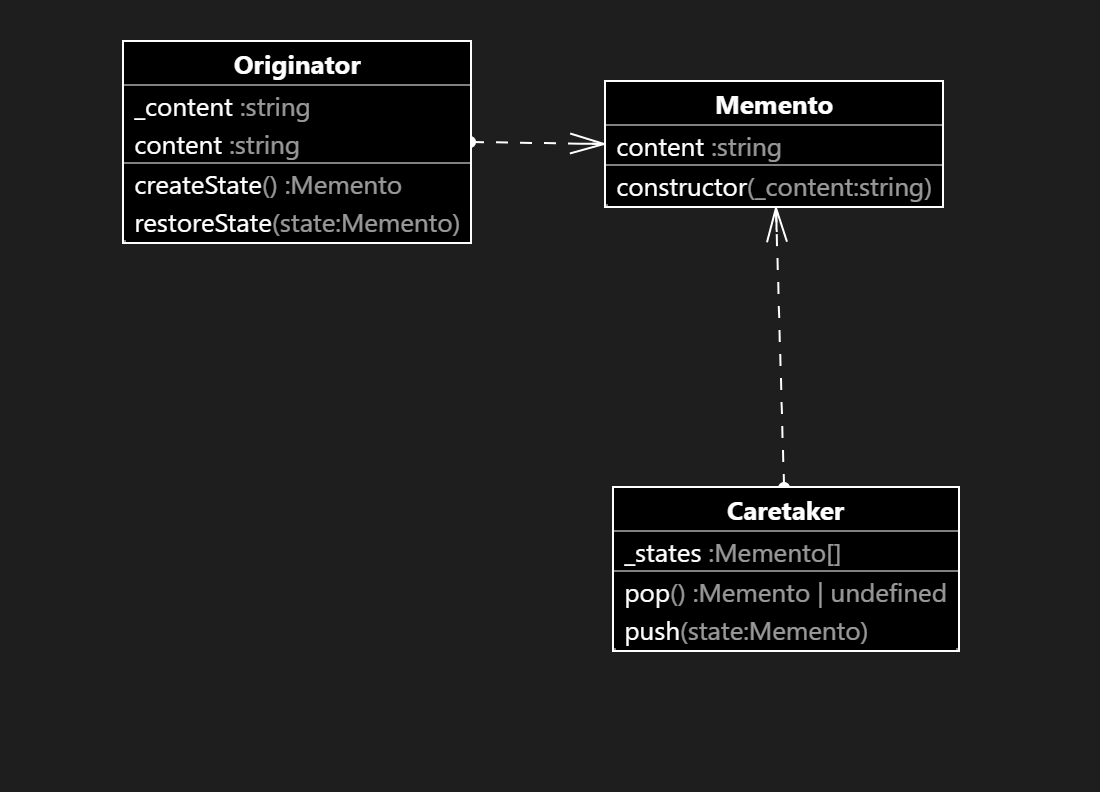 Originator
_content :string
content :string
createState() :Memento
restoreState(state:Memento)
Memento
content :string
constructor(_content:string)
Caretaker
_states :Memento[]
pop() :Memento | undefined
push(state:Memento)